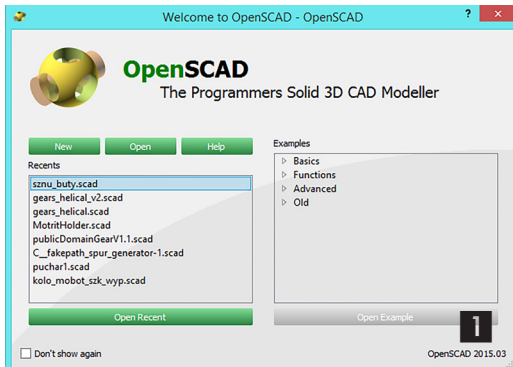 Welcome to OpenSCAD - OpenSCAD
?
OpenSCAD
The Programmers Solid 3D CAD Modeller
New Open Help
Recents
sznu_buty.scad
gears_helical_v2.scad
gears_helical.scad
MotritHolder.scad
publicDomainGearV1.1.scad
C__fakepath_spur_generator-1.scad
puchar1.scad
kolo_mobot_szk_wyp.scad
Open Recent
Examples
Basics
Functions
Advanced
Old
Open Example
1
Don't show again
OpenSCAD 2015.03